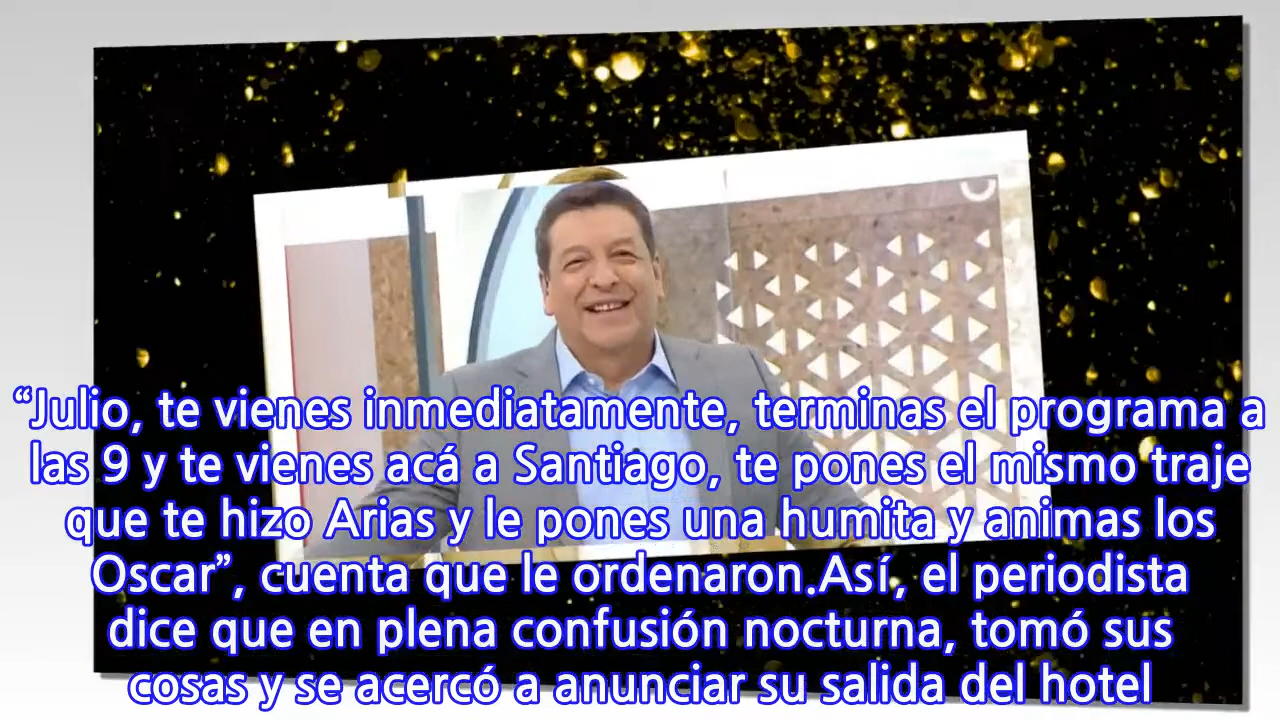 “Julio, te vienes inmediatamente, terminas el programa a
las 9 y te vienes acá a Santiago, te pones el mismo traje
que te hizo Arias y le pones una humita y animas los
Oscar”, cuenta que le ordenaron.Así, el periodista
dice que en plena confusión nocturna, tomó sus
cosas y se acercó a anunciar su salida del hotel